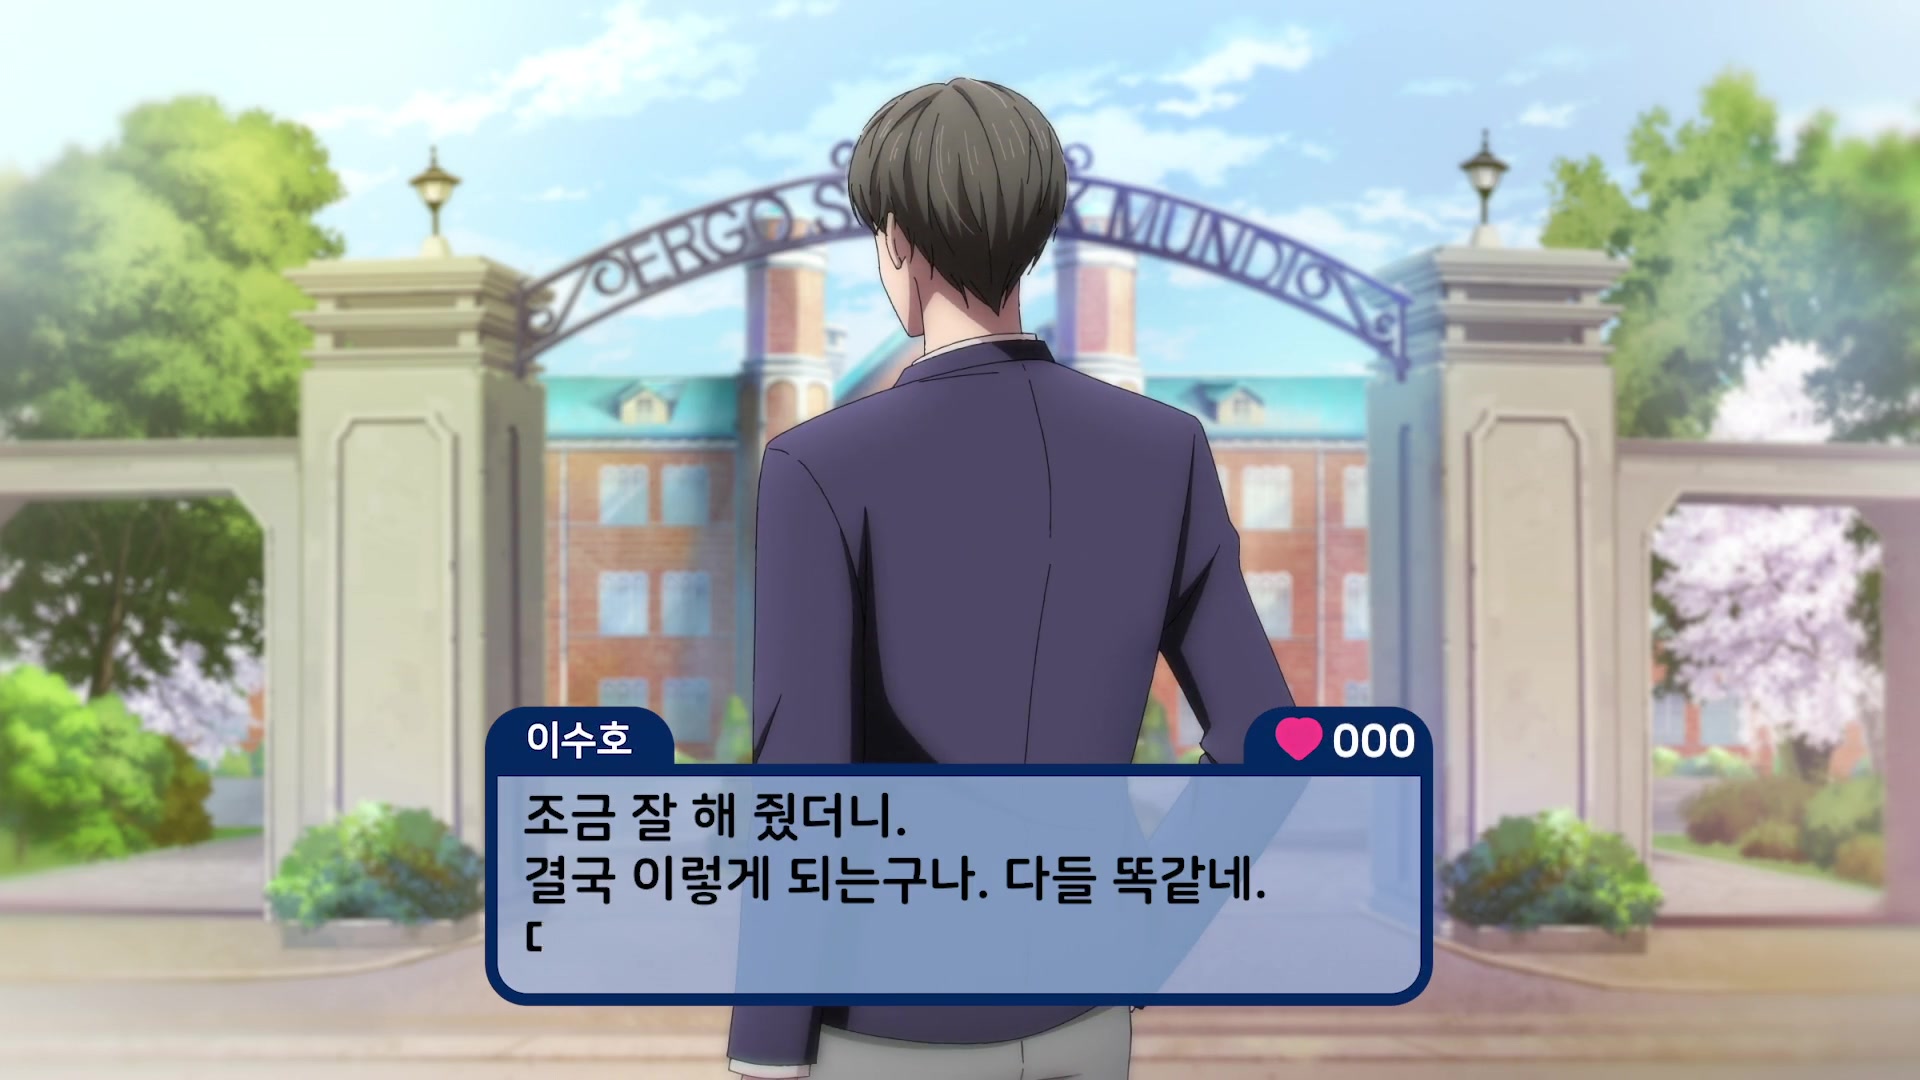 ERGO S
X MUNDI
이수호
000
조금 잘 해 줬더니.
결국 이렇게 되는구나. 다들 똑같네.
ㄷ